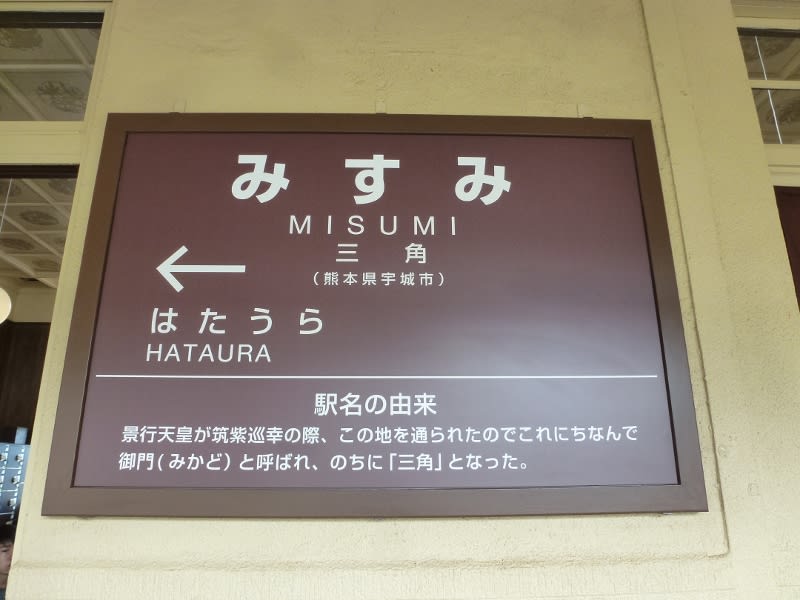 みすみ
MISUMI
三角
（熊本県宇城市）
←
はたうら
HATAURA
駅名の由来
景行天皇が筑紫巡幸の際、この地を通られたのでこれにちなんで
御門(みかど）と呼ばれ、のちに「三角」となった。